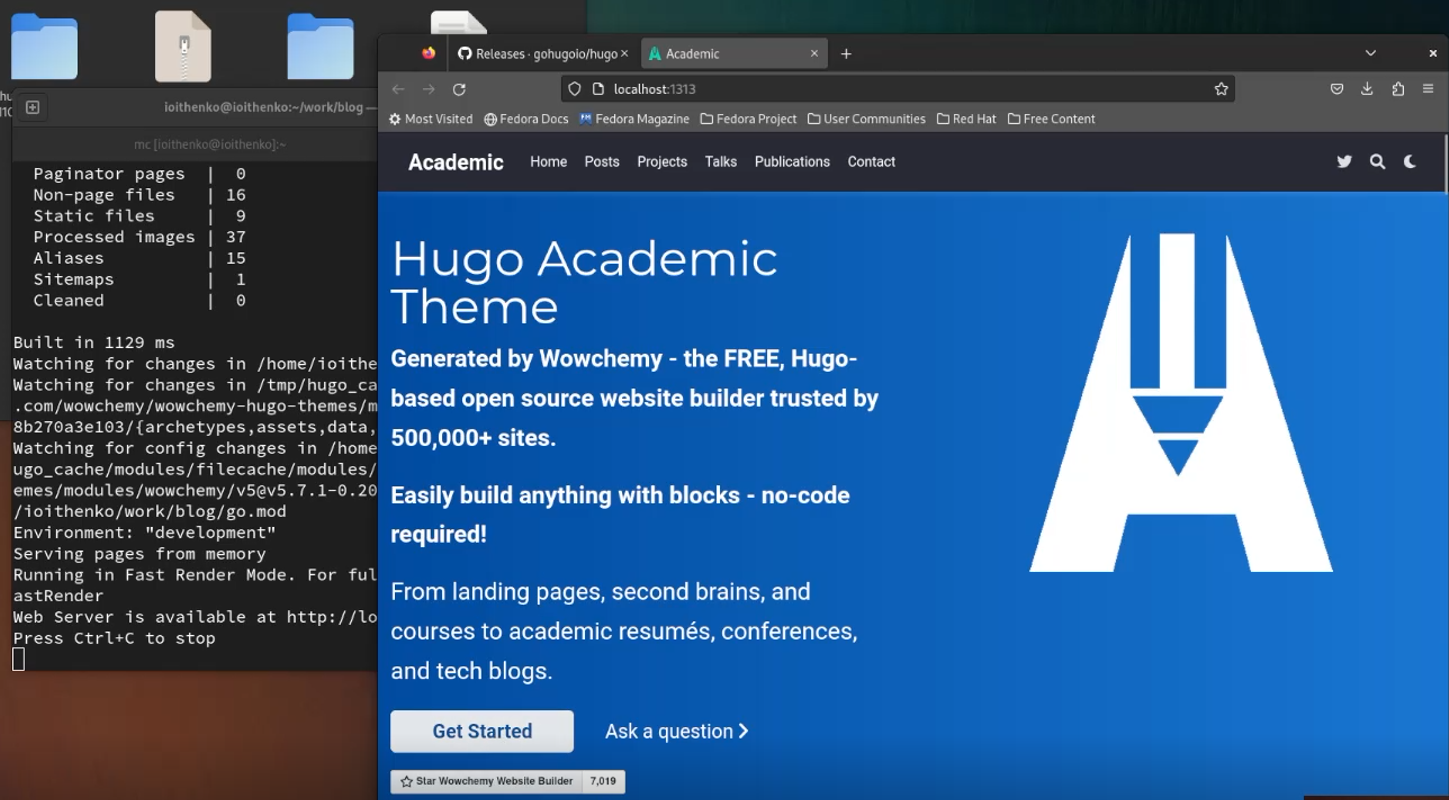 hu
10
ioithenko@ioithenko:~/work/blog —
mc [ioithenko@ioithenko]:~
Paginator pages | 0
Non-page files | 16
Static files | 9
Processed images | 37
Aliases | 15
Sitemaps | 1
Cleaned | 0
Built in 1129 ms
Watching for changes in /home/ioithe
Watching for changes in /tmp/hugo_ca
.com/wowchemy/wowchemy-hugo-themes/m
8b270a3e103/{archetypes,assets,data,
Watching for config changes in /home
ugo_cache/modules/filecache/modules/
emes/modules/wowchemy/v5@v5.7.1-0.20
/ioithenko/work/blog/go.mod
Environment: "development"
Serving pages from memory
Running in Fast Render Mode. For ful
astRender
Web Server is available at http://lo
Press Ctrl+C to stop
Releases · gohugoio/hugo
Academic
localhost:1313
Most Visited Fedora Docs Fedora Magazine Fedora Project User Communities Red Hat Free Content
Academic Home Posts Projects Talks Publications Contact
Hugo Academic
Theme
Generated by Wowchemy - the FREE, Hugo-
based open source website builder trusted by
500,000+ sites.
Easily build anything with blocks - no-code
required!
From landing pages, second brains, and
courses to academic resumés, conferences,
and tech blogs.
Get Started Ask a question
Star Wowchemy Website Builder 7,019